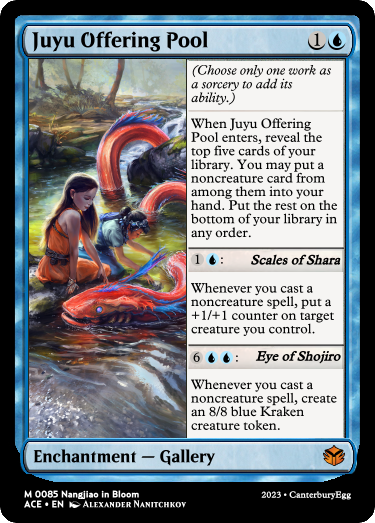 Juyu Offering Pool 1
(Choose only one work as
a sorcery to add its
ability.)
When Juyu Offering
Pool enters, reveal the
top five cards of your
library. You may put a
noncreature card from
among them into your
hand. Put the rest on the
bottom of your library in
any order.
1 : Scales of Shara
Whenever you cast a
noncreature spell, put a
+1/+1 counter on target
creature you control.
6 : Eye of Shojiro
Whenever you cast a
noncreature spell, create
an 8/8 blue Kraken
creature token.
Enchantment — Gallery
M 0085 Nangjiao in Bloom
ACE • EN Alexander Nanitchkov
2023 • CanterburyEgg